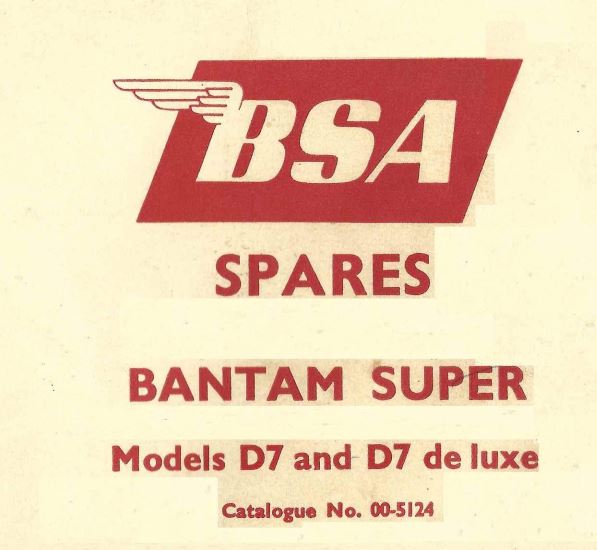 BSA
SPARES
BANTAM SUPER
Models D7 and D7 de luxe
Catalogue No. 00-5124